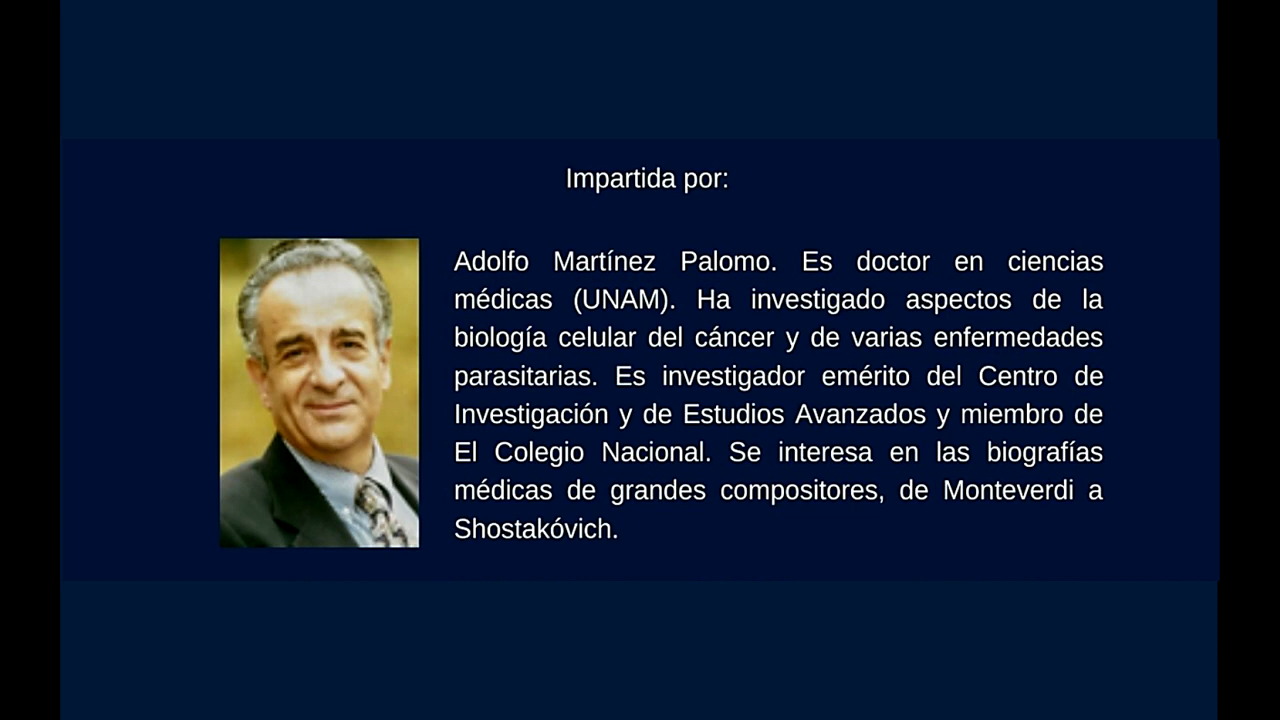 Impartida por:
Adolfo Martínez Palomo. Es doctor en ciencias
médicas (UNAM). Ha investigado aspectos de la
biología celular del cáncer y de varias enfermedades
parasitarias. Es investigador emérito del Centro de
Investigación y de Estudios Avanzados y miembro de
El Colegio Nacional. Se interesa en las biografías
médicas de grandes compositores, de Monteverdi a
Shostakóvich.